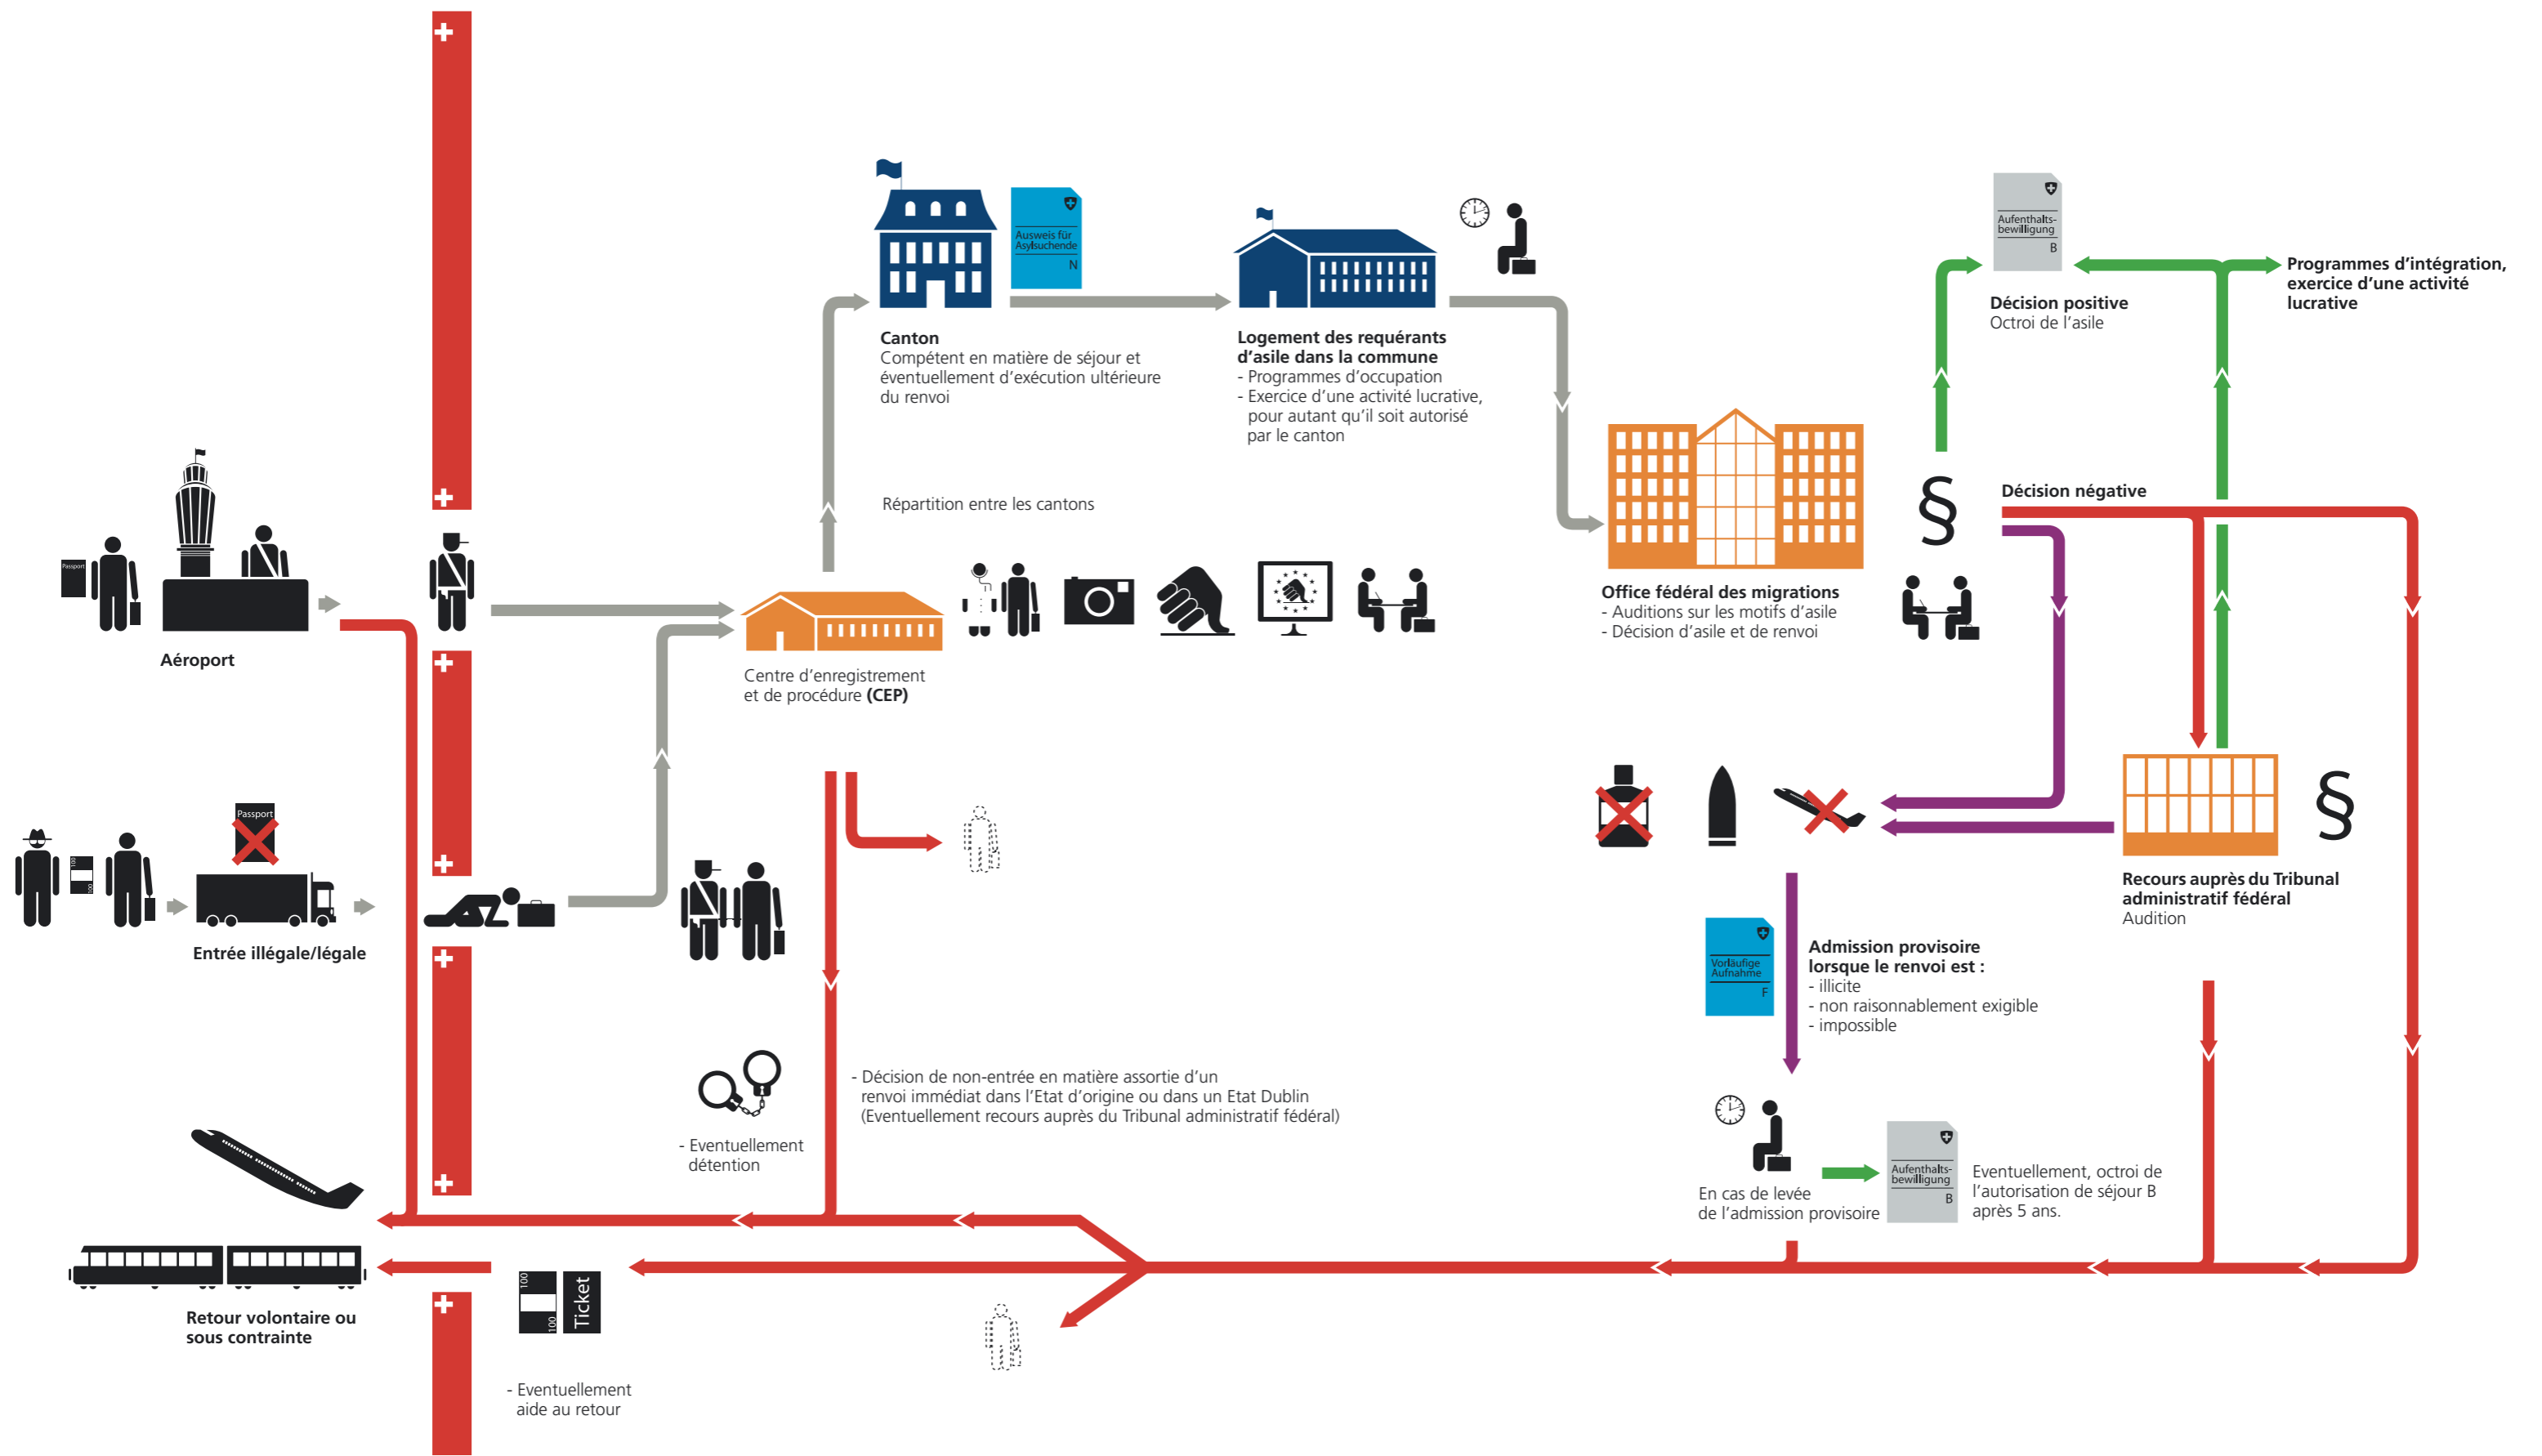 Ausweis für
Asylsuchende
N
Canton
Compétent en matière de séjour et
éventuellement d’exécution ultérieure
du renvoi
Logement des requérants
d’asile dans la commune
- Programmes d’occupation
- Exercice d’une activité lucrative,
pour autant qu’il soit autorisé
par le canton
Aufenthalts-
bewilligung
B
Décision positive
Octroi de l’asile
Programmes d’intégration,
exercice d’une activité
lucrative
Répartition entre les cantons
Décision négative
§
Passport
Aéroport
Centre d’enregistrement
et de procédure (CEP)
Office fédéral des migrations
- Auditions sur les motifs d’asile
- Décision d’asile et de renvoi
Passport
100
100
Entrée illégale/légale
§
Recours auprès du Tribunal
administratif fédéral
Audition
Vorläufige
Aufnahme
F
Admission provisoire
lorsque le renvoi est :
- illicite
- non raisonnablement exigible
- impossible
- Eventuellement
détention
- Décision de non-entrée en matière assortie d’un
renvoi immédiat dans l’Etat d’origine ou dans un Etat Dublin
(Eventuellement recours auprès du Tribunal administratif fédéral)
En cas de levée
de l’admission provisoire
Aufenthalts-
bewilligung
B
Eventuellement, octroi de
l’autorisation de séjour B
après 5 ans.
Retour volontaire ou
sous contrainte
100
100
Ticket
- Eventuellement
aide au retour